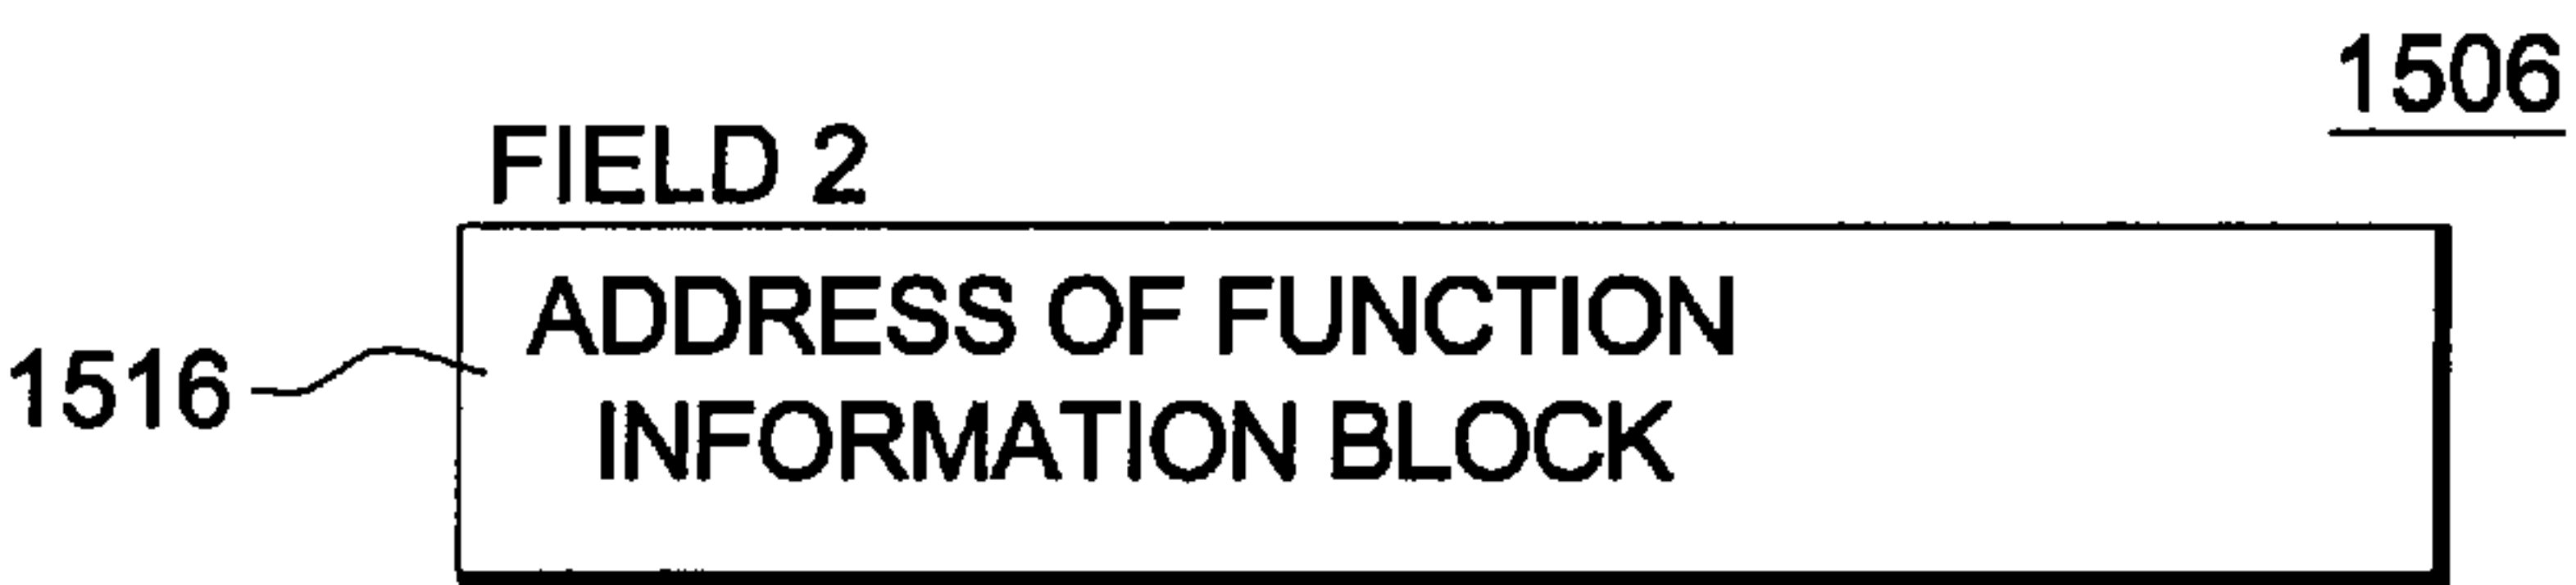 1506
FIELD 2
ADDRESS OF FUNCTION
1516
INFORMATION BLOCK